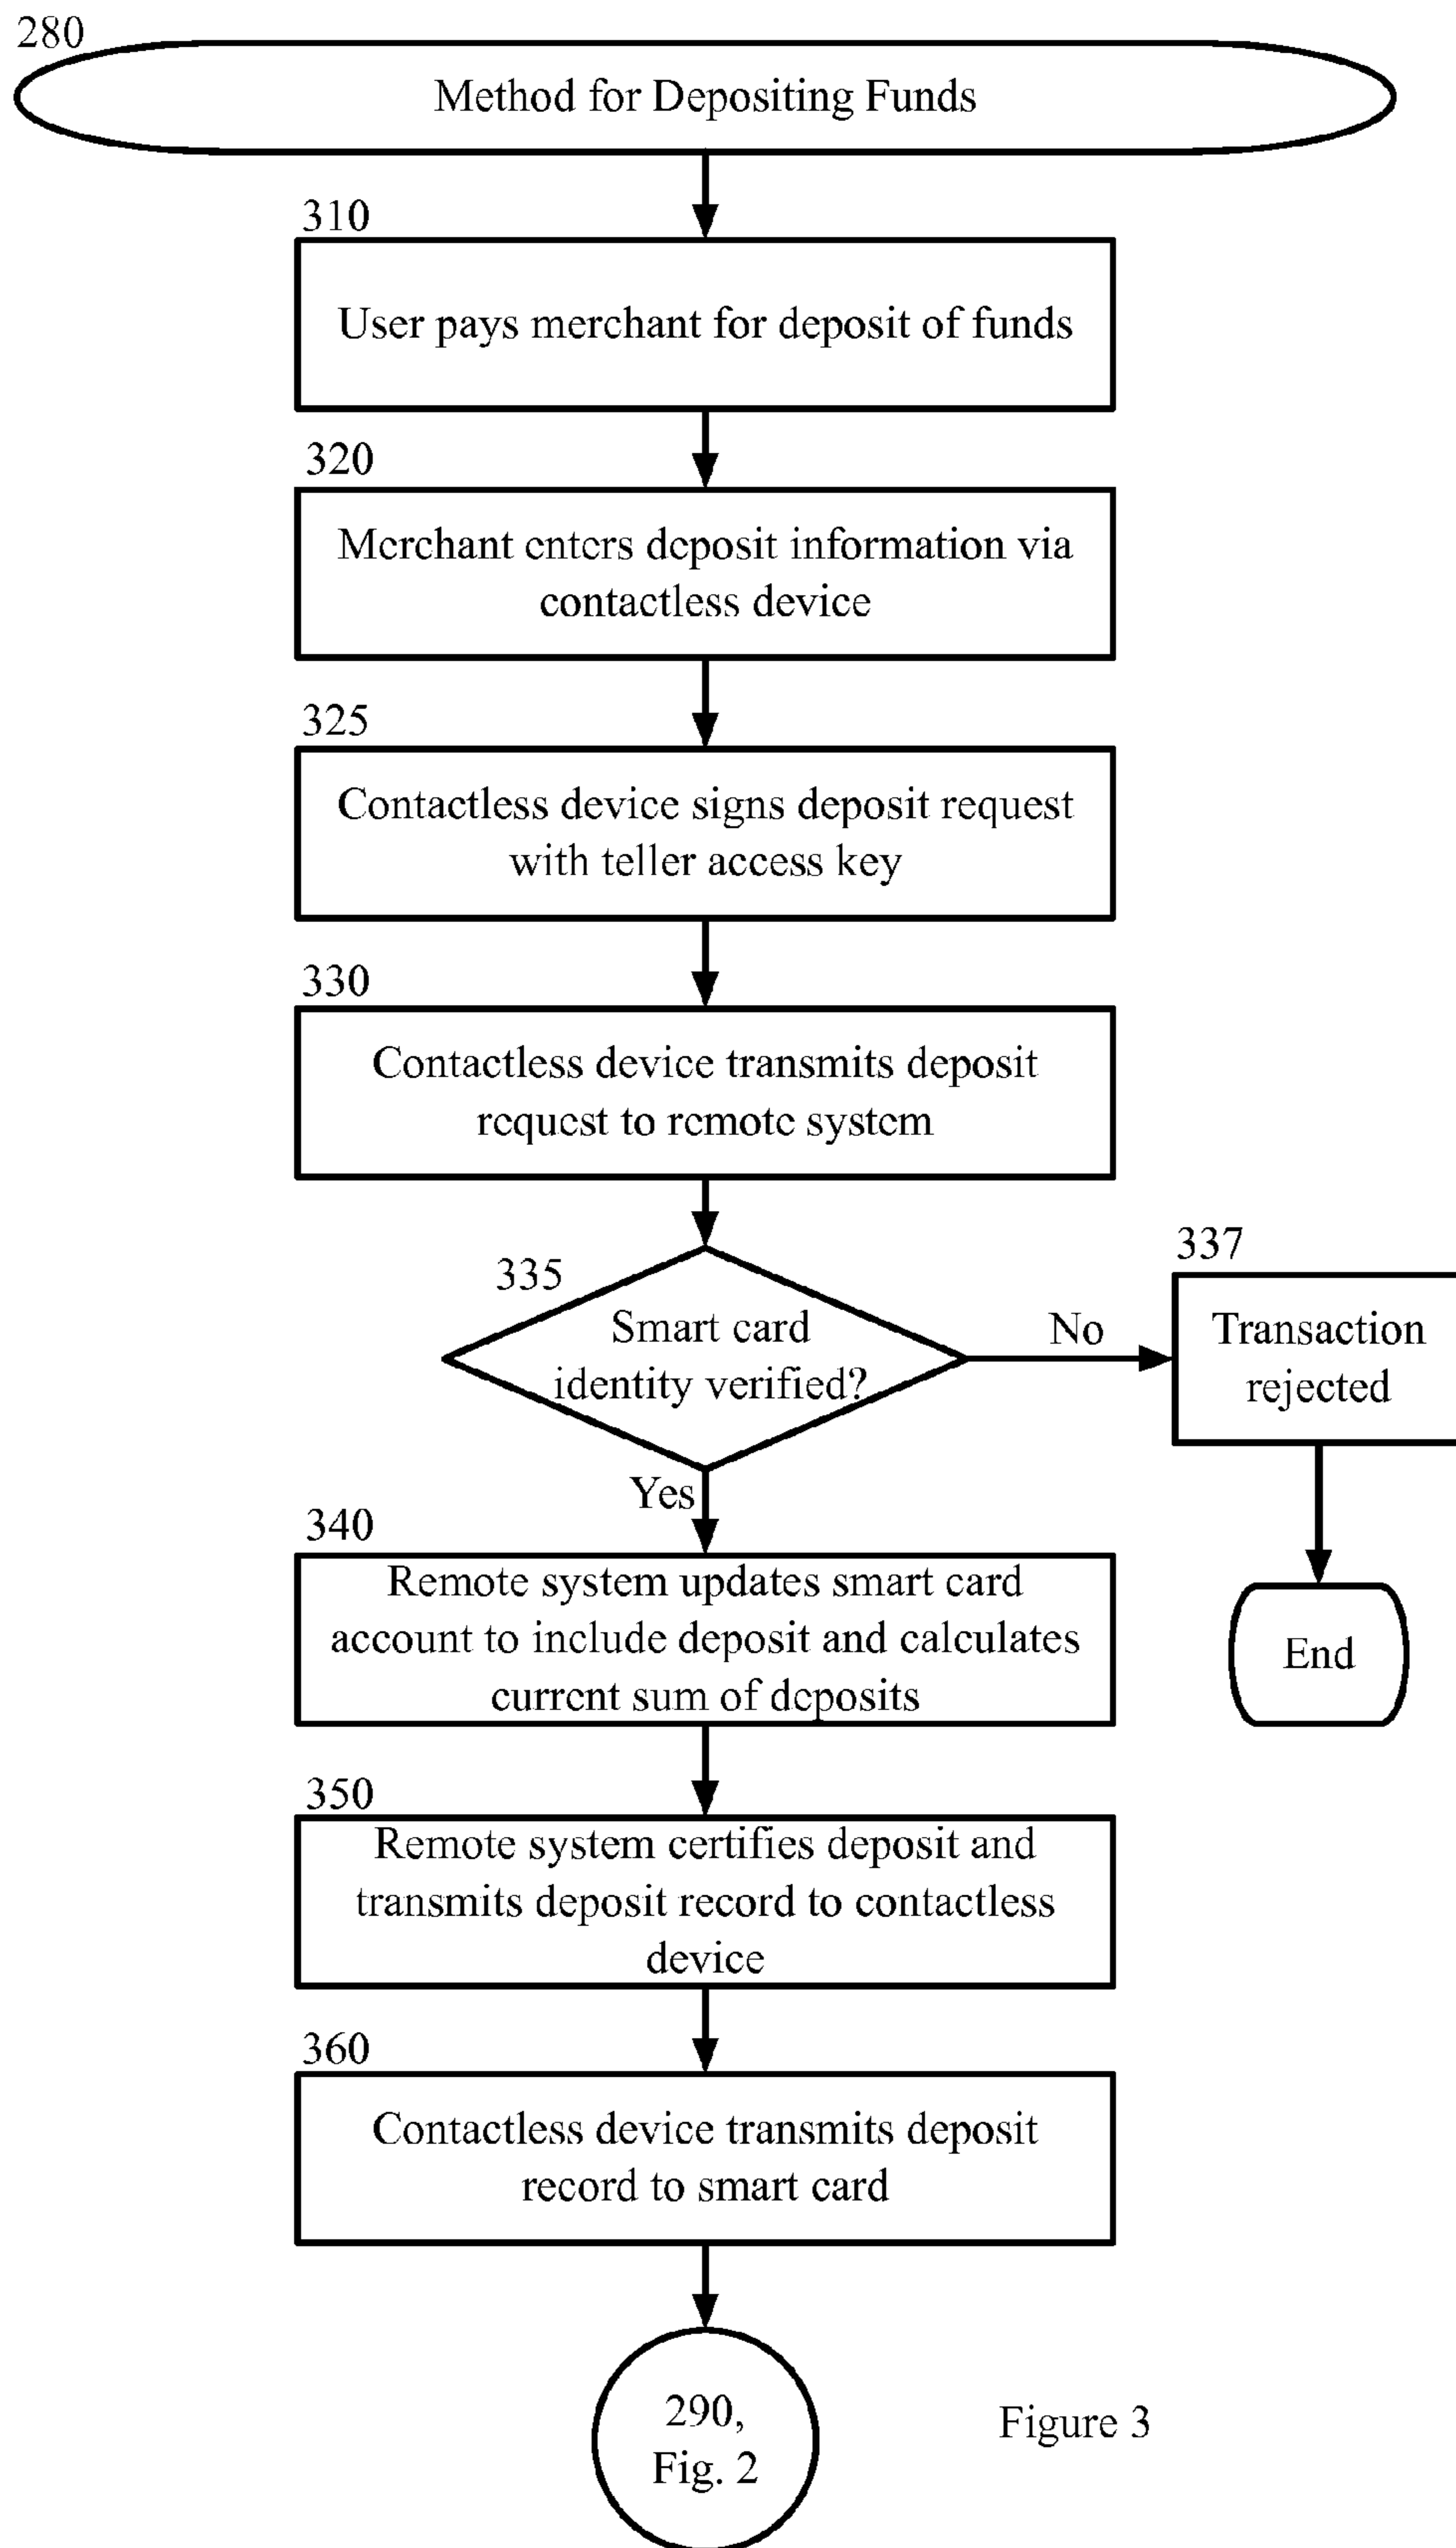 280
Method for Depositing Funds
310
User pays merchant for deposit of funds
320
Merchant enters deposit information via
contactless device
325
Contactless device signs deposit request
with teller access key
330
Contactless device transmits deposit
request to remote system
335
Smart card
identity verified?
No
337
Transaction
rejected
End
Yes
340
Remote system updates smart card
account to include deposit and calculates
current sum of deposits
350
Remote system certifies deposit and
transmits deposit record to contactless
device
360
Contactless device transmits deposit
record to smart card
290,
Fig. 2
Figure 3